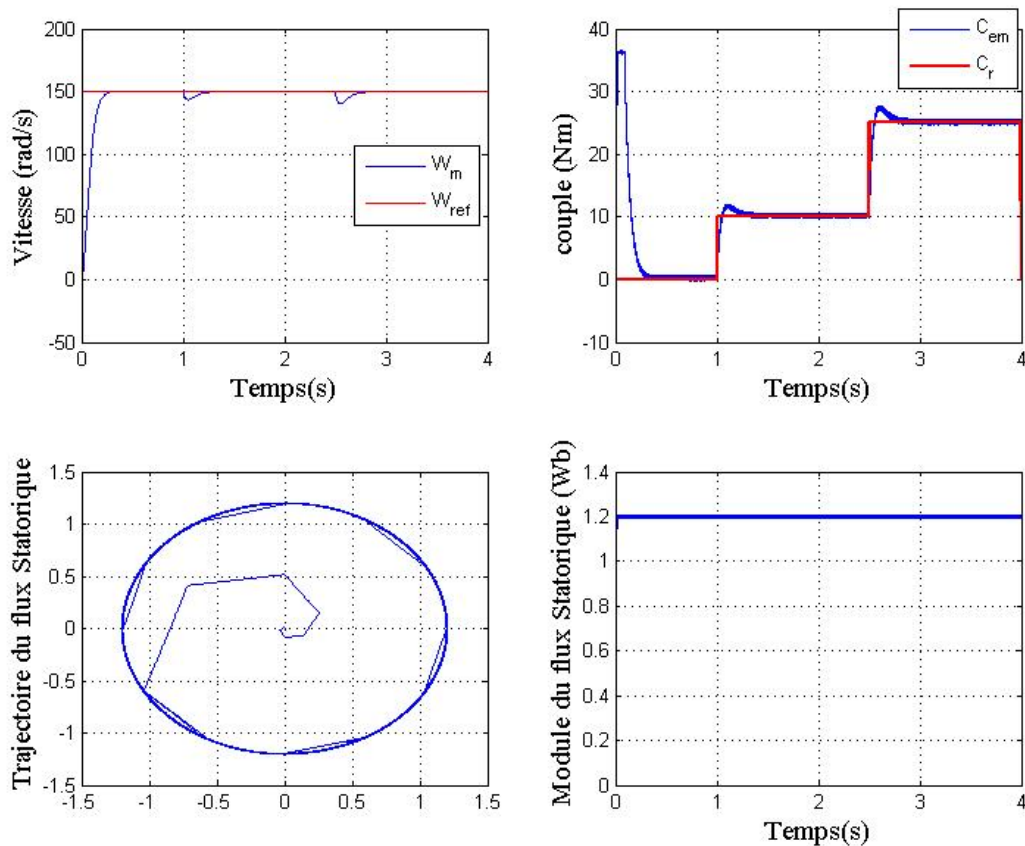 Vitesse (rad/s)
200
150
100
50
0
-50
0 1 2 3 4
Temps(s)
W_m
W_ref
couple (Nm)
40
30
20
10
0
-10
0 1 2 3 4
Temps(s)
C_em
C_r
Trajectoire du flux Statorique
1.5
1
0.5
0
-0.5
-1
-1.5
-1.5 -1 -0.5 0 0.5 1 1.5
Module du flux Statorique (Wb)
1.4
1.2
1
0.8
0.6
0.4
0.2
0
0 1 2 3 4
Temps(s)